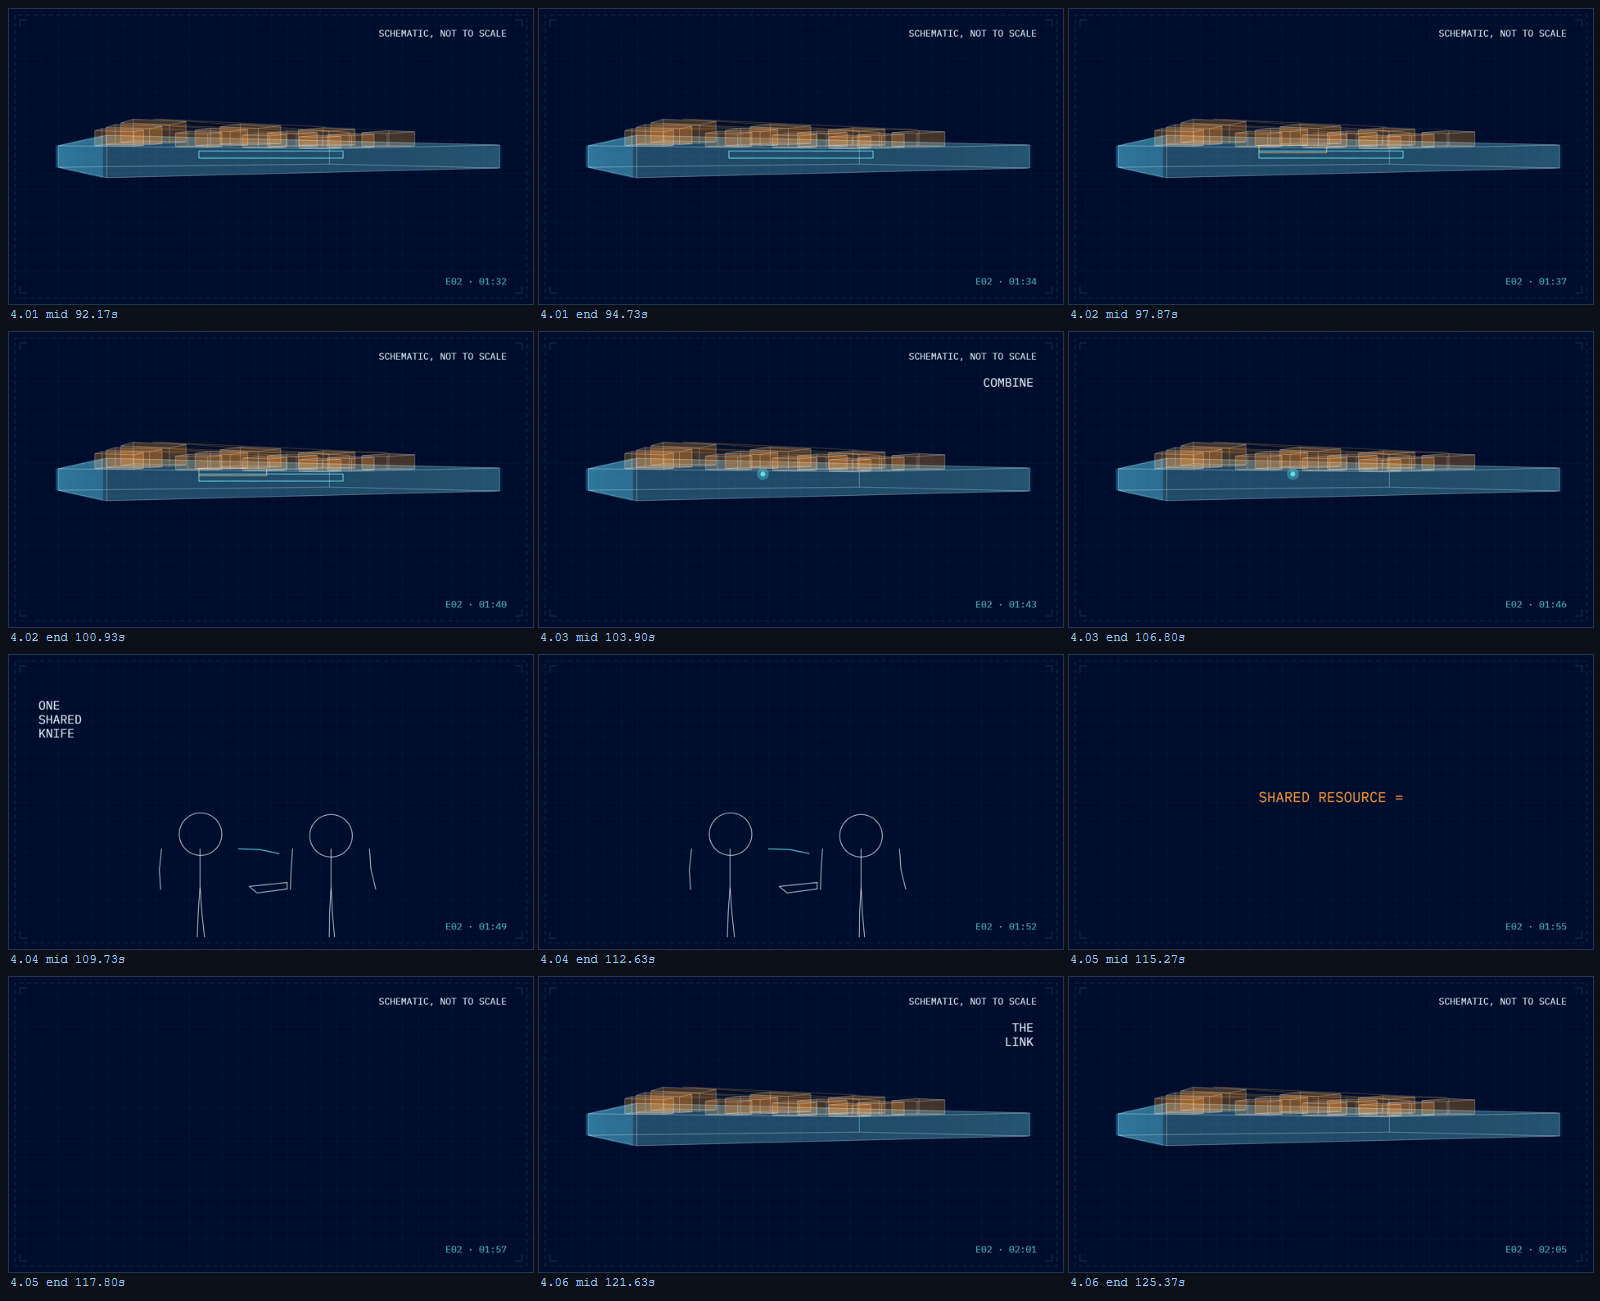 SCHEMATIC, NOT TO SCALE
E02 · 01:32
4.01 mid 92.17s
SCHEMATIC, NOT TO SCALE
E02 · 01:34
4.01 end 94.73s
SCHEMATIC, NOT TO SCALE
E02 · 01:37
4.02 mid 97.87s
SCHEMATIC, NOT TO SCALE
E02 · 01:40
4.02 end 100.93s
SCHEMATIC, NOT TO SCALE
COMBINE
E02 · 01:43
4.03 mid 103.90s
SCHEMATIC, NOT TO SCALE
E02 · 01:46
4.03 end 106.80s
ONE
SHARED
KNIFE
E02 · 01:49
4.04 mid 109.73s
E02 · 01:52
4.04 end 112.63s
SHARED RESOURCE =
E02 · 01:55
4.05 mid 115.27s
SCHEMATIC, NOT TO SCALE
E02 · 01:57
4.05 end 117.80s
SCHEMATIC, NOT TO SCALE
THE
LINK
E02 · 02:01
4.06 mid 121.63s
SCHEMATIC, NOT TO SCALE
E02 · 02:05
4.06 end 125.37s